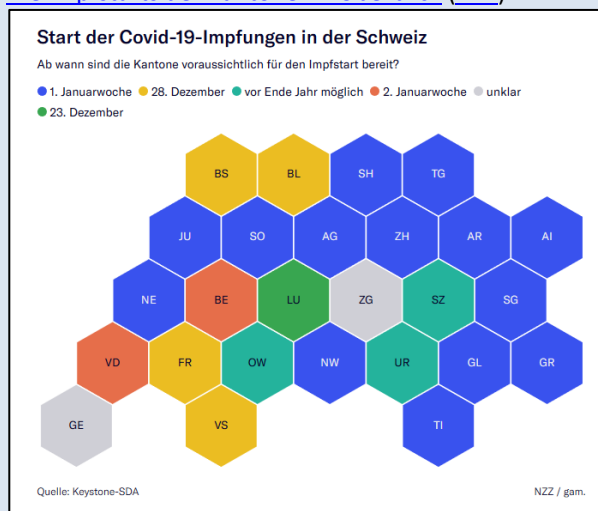 Start der Covid-19-Impfungen in der Schweiz
Ab wann sind die Kantone voraussichtlich für den Impfstart bereit?
1. Januarwoche 28. Dezember vor Ende Jahr möglich 2. Januarwoche unklar
23. Dezember
BS BL SH TG
JU SO AG ZH AR AI
NE BE LU ZG SZ SG
VD FR OW NW UR GL GR
GE VS TI
Quelle: Keystone-SDA NZZ / gam.